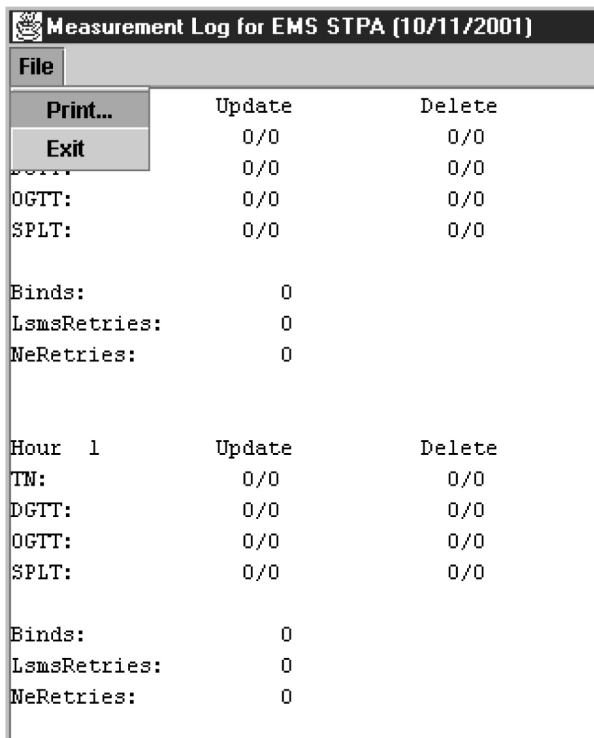 Measurement Log for EMS STPA (10/11/2001)
File
Print...
Exit
Update Delete
0/0 0/0
0/0 0/0
OGTT: 0/0 0/0
SPLT: 0/0 0/0
Binds: 0
LsmsRetries: 0
NeRetries: 0
Hour 1 Update Delete
TN: 0/0 0/0
DGTT: 0/0 0/0
OGTT: 0/0 0/0
SPLT: 0/0 0/0
Binds: 0
LsmsRetries: 0
NeRetries: 0